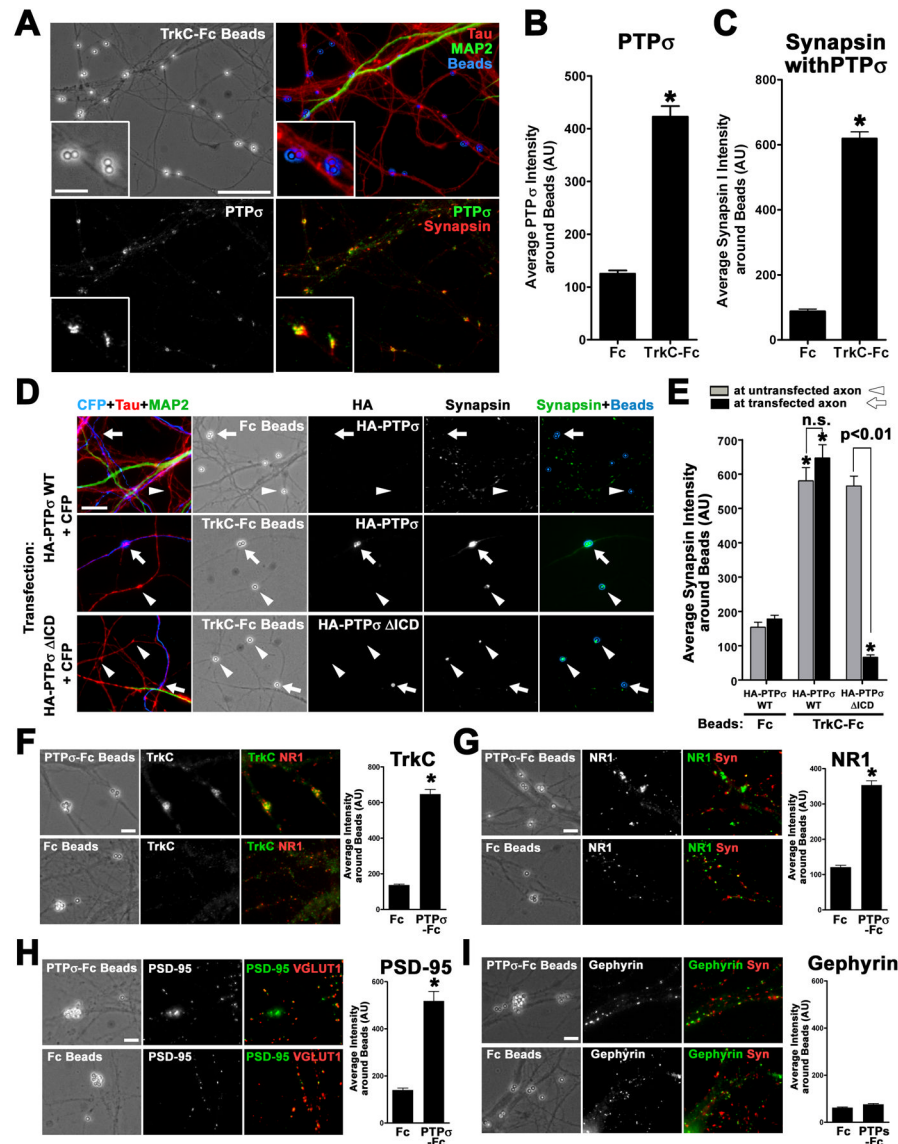 A
TrkC-Fc Beads
Tau
MAP2
Beads
PTPσ
PTPσ
Synapsin
B
PTPσ
Average PTPσ Intensity
around Beads (AU)
500
400
300
200
100
0
*
Fc
TrkC-Fc
C
Synapsin
withPTPσ
Average Synapsin I Intensity
around Beads (AU)
800
600
400
200
0
*
Fc
TrkC-Fc
D
CFP+Tau+MAP2
HA
Synapsin
Synapsin+Beads
Transfection:
HA-PTPσ WT
+ CFP
Fc Beads
HA-PTPσ
HA-PTPσ WT
+ CFP
TrkC-Fc Beads
HA-PTPσ
HA-PTPσ ΔICD
+ CFP
TrkC-Fc Beads
HA-PTPσ ΔICD
E
at untransfected axon
at transfected axon
Average Synapsin Intensity
around Beads (AU)
700
600
500
400
300
200
100
0
n.s.
* *
p<0.01
*
HA-PTPσ
WT
HA-PTPσ
WT
HA-PTPσ
ΔICD
Beads: Fc TrkC-Fc
F
PTPσ-Fc Beads
TrkC
TrkC NR1
Fc Beads
TrkC
TrkC NR1
TrkC
Average Intensity
around Beads (AU)
800
600
400
200
0
*
Fc
PTPσ
-Fc
G
PTPσ-Fc Beads
NR1
NR1 Syn
Fc Beads
NR1
NR1 Syn
NR1
Average Intensity
around Beads (AU)
400
300
200
100
0
*
Fc
PTPσ
-Fc
H
PTPσ-Fc Beads
PSD-95
PSD-95 VGLUT1
Fc Beads
PSD-95
PSD-95 VGLUT1
PSD-95
Average Intensity
around Beads (AU)
600
400
200
0
*
Fc
PTPσ
-Fc
I
PTPσ-Fc Beads
Gephyrin
Gephyrin Syn
Fc Beads
Gephyrin
Gephyrin Syn
Gephyrin
Average Intensity
around Beads (AU)
600
400
200
0
Fc
PTPs
-Fc